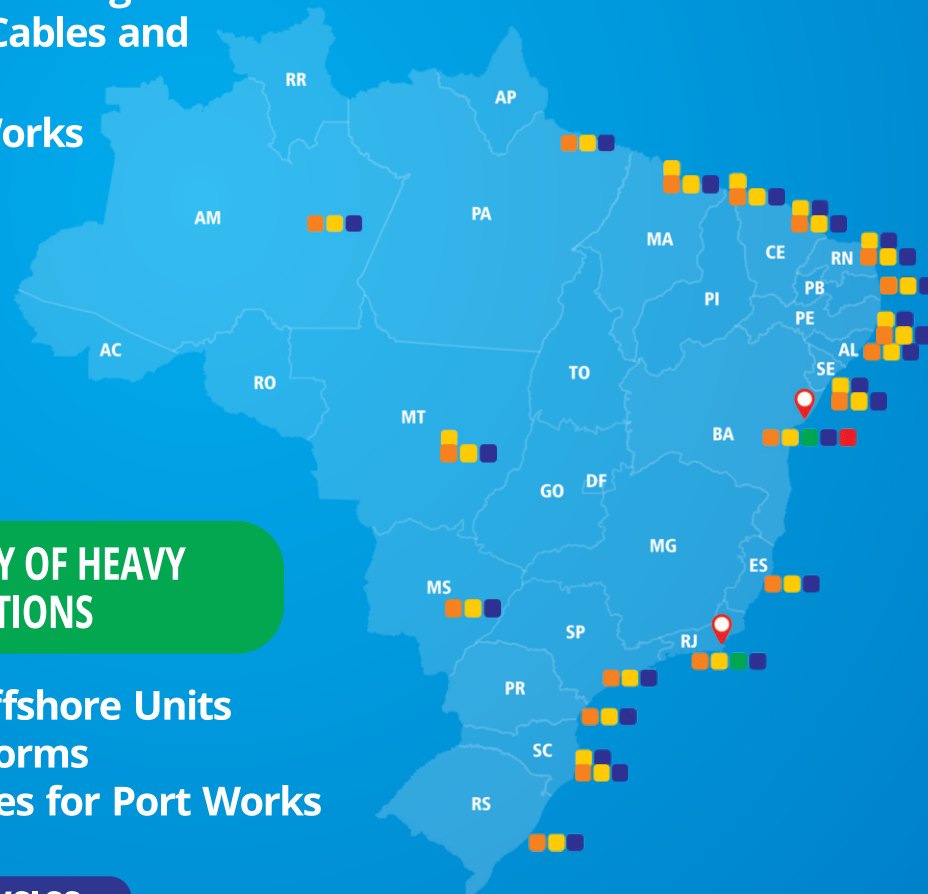 Cables and
RR
AP
orks
AM
PA
MA
CE
RN
PB
PI
PE
AC
AL
SE
RO
TO
MT
BA
DF
GO
Y OF HEAVY
TIONS
MG
ES
MS
SP
RJ
PR
ffshore Units
orms
SC
es for Port Works
RS